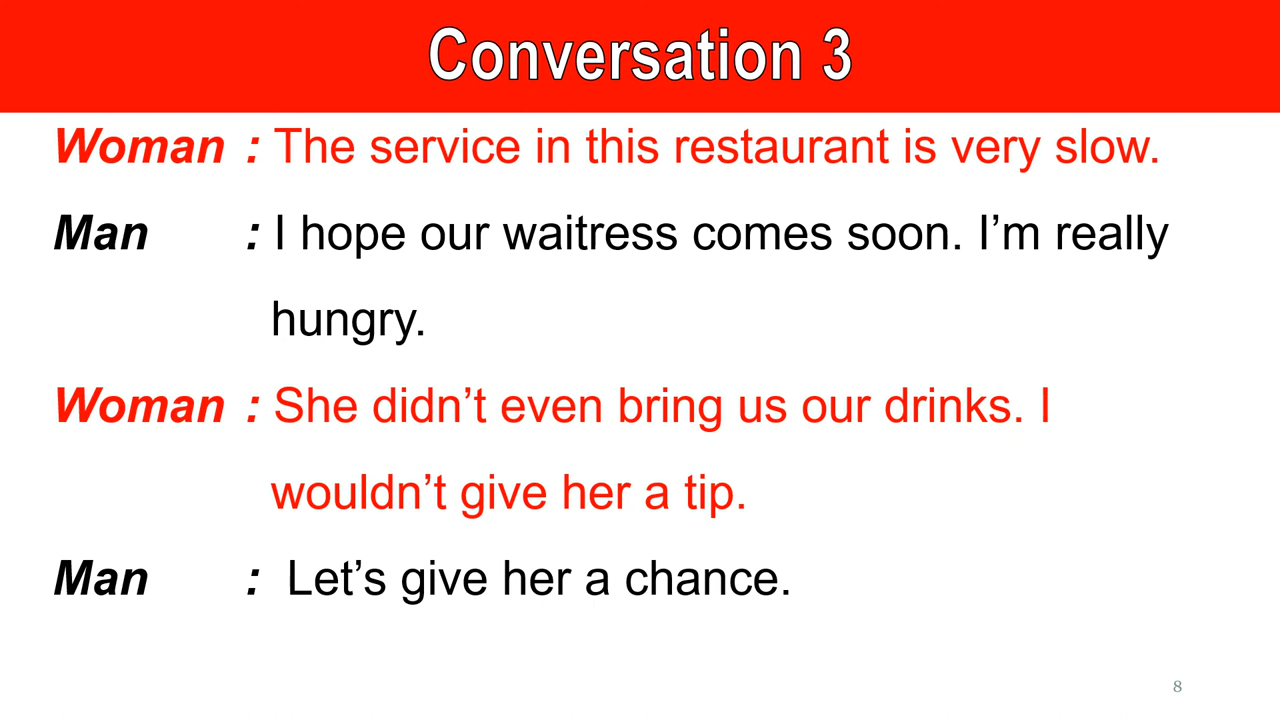 Conversation 3
Woman : The service in this restaurant is very slow.
Man : I hope our waitress comes soon. I’m really
hungry.
Woman : She didn’t even bring us our drinks. I
wouldn’t give her a tip.
Man : Let’s give her a chance.
8